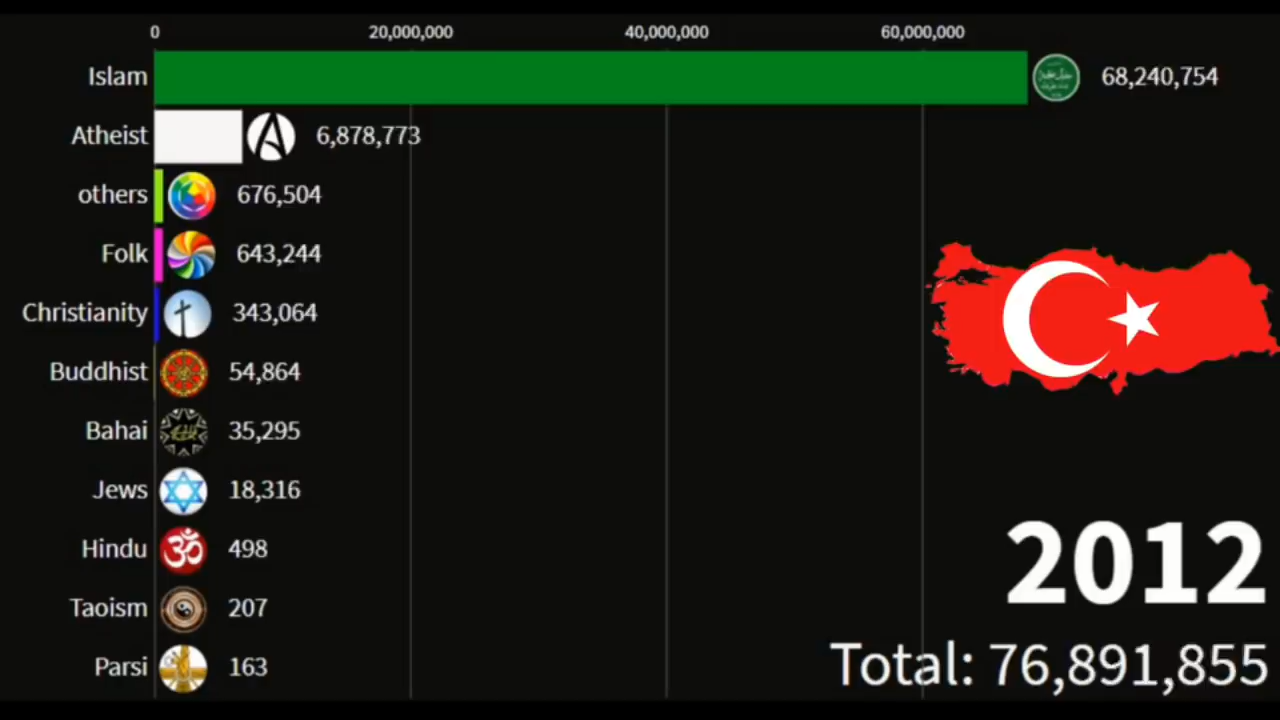 0 20,000,000 40,000,000 60,000,000
Islam 68,240,754
Atheist 6,878,773
others 676,504
Folk 643,244
Christianity 343,064
Buddhist 54,864
Bahai 35,295
Jews 18,316
Hindu 498
Taoism 207
Parsi 163
2012
Total: 76,891,855